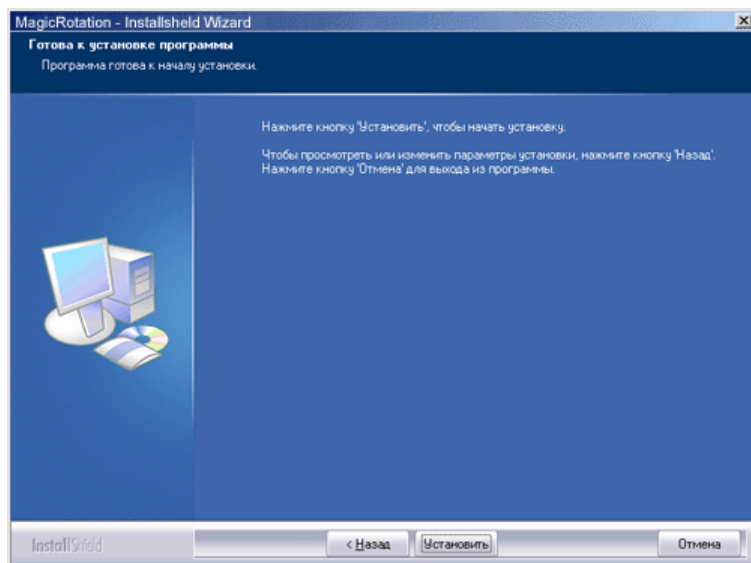 MagicRotation - Installsheld Wizard
Готова к установке программы
Программа готова к началу установки.
Нажмите кнопку 'Установить', чтобы начать установку.
Чтобы просмотреть или изменить параметры установки, нажмите кнопку 'Назад'.
Нажмите кнопку 'Отмена' для выхода из программы.
InstallShield
< Назад
Установить
Отмена